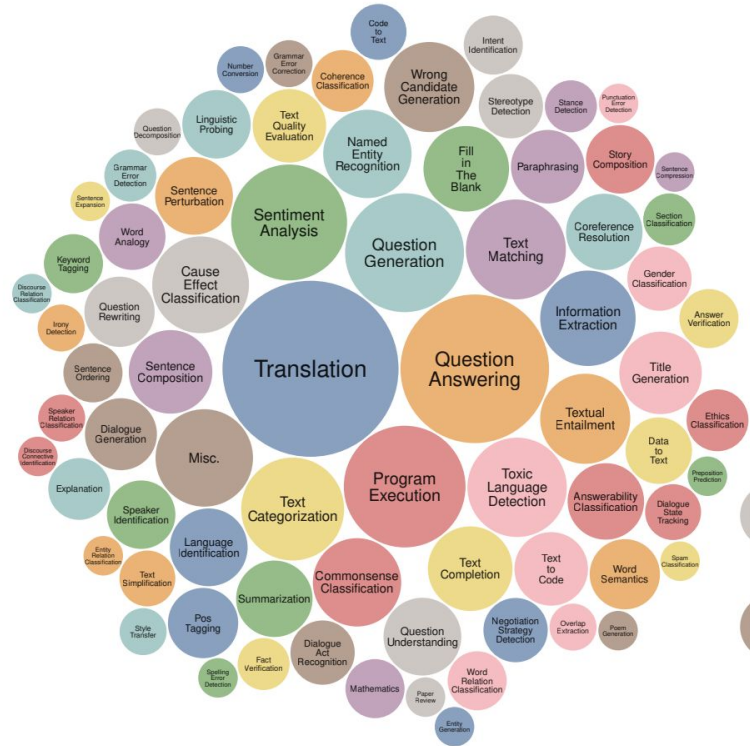 Code
to
Text
Intent
Identification
Number
Conversion
Grammar
Error
Correction
Coherence
Classification
Wrong
Candidate
Generation
Stereotype
Detection
Stance
Detection
Punctuation
Error
Detection
Question
Decomposition
Linguistic
Probing
Text
Quality
Evaluation
Named
Entity
Recognition
Fill
in
The
Blank
Paraphrasing
Story
Composition
Sentence
Compression
Grammar
Error
Detection
Sentence
Expansion
Sentence
Perturbation
Sentiment
Analysis
Question
Generation
Text
Matching
Coreference
Resolution
Section
Classification
Word
Analogy
Keyword
Tagging
Cause
Effect
Classification
Gender
Classification
Discourse
Relation
Classification
Question
Rewriting
Information
Extraction
Answer
Verification
Irony
Detection
Sentence
Ordering
Sentence
Composition
Translation
Question
Answering
Title
Generation
Speaker
Relation
Classification
Dialogue
Generation
Textual
Entailment
Ethics
Classification
Discourse
Connective
Identification
Misc.
Data
to
Text
Explanation
Program
Execution
Toxic
Language
Detection
Answerability
Classification
Preposition
Prediction
Speaker
Identification
Text
Categorization
Dialogue
State
Tracking
Entity
Relation
Classification
Language
Identification
Text
Simplification
Commonsense
Classification
Text
Completion
Text
to
Code
Word
Semantics
Spam
Classification
Summarization
Style
Transfer
Pos
Tagging
Question
Understanding
Negotiation
Strategy
Detection
Overlap
Extraction
Poem
Generation
Spelling
Error
Detection
Fact
Verification
Dialogue
Act
Recognition
Mathematics
Paper
Review
Word
Relation
Classification
Entity
Generation